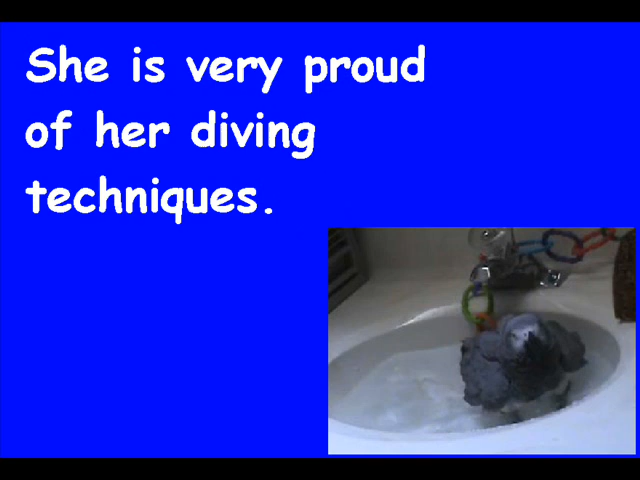 She is very proud
of her diving
techniques.